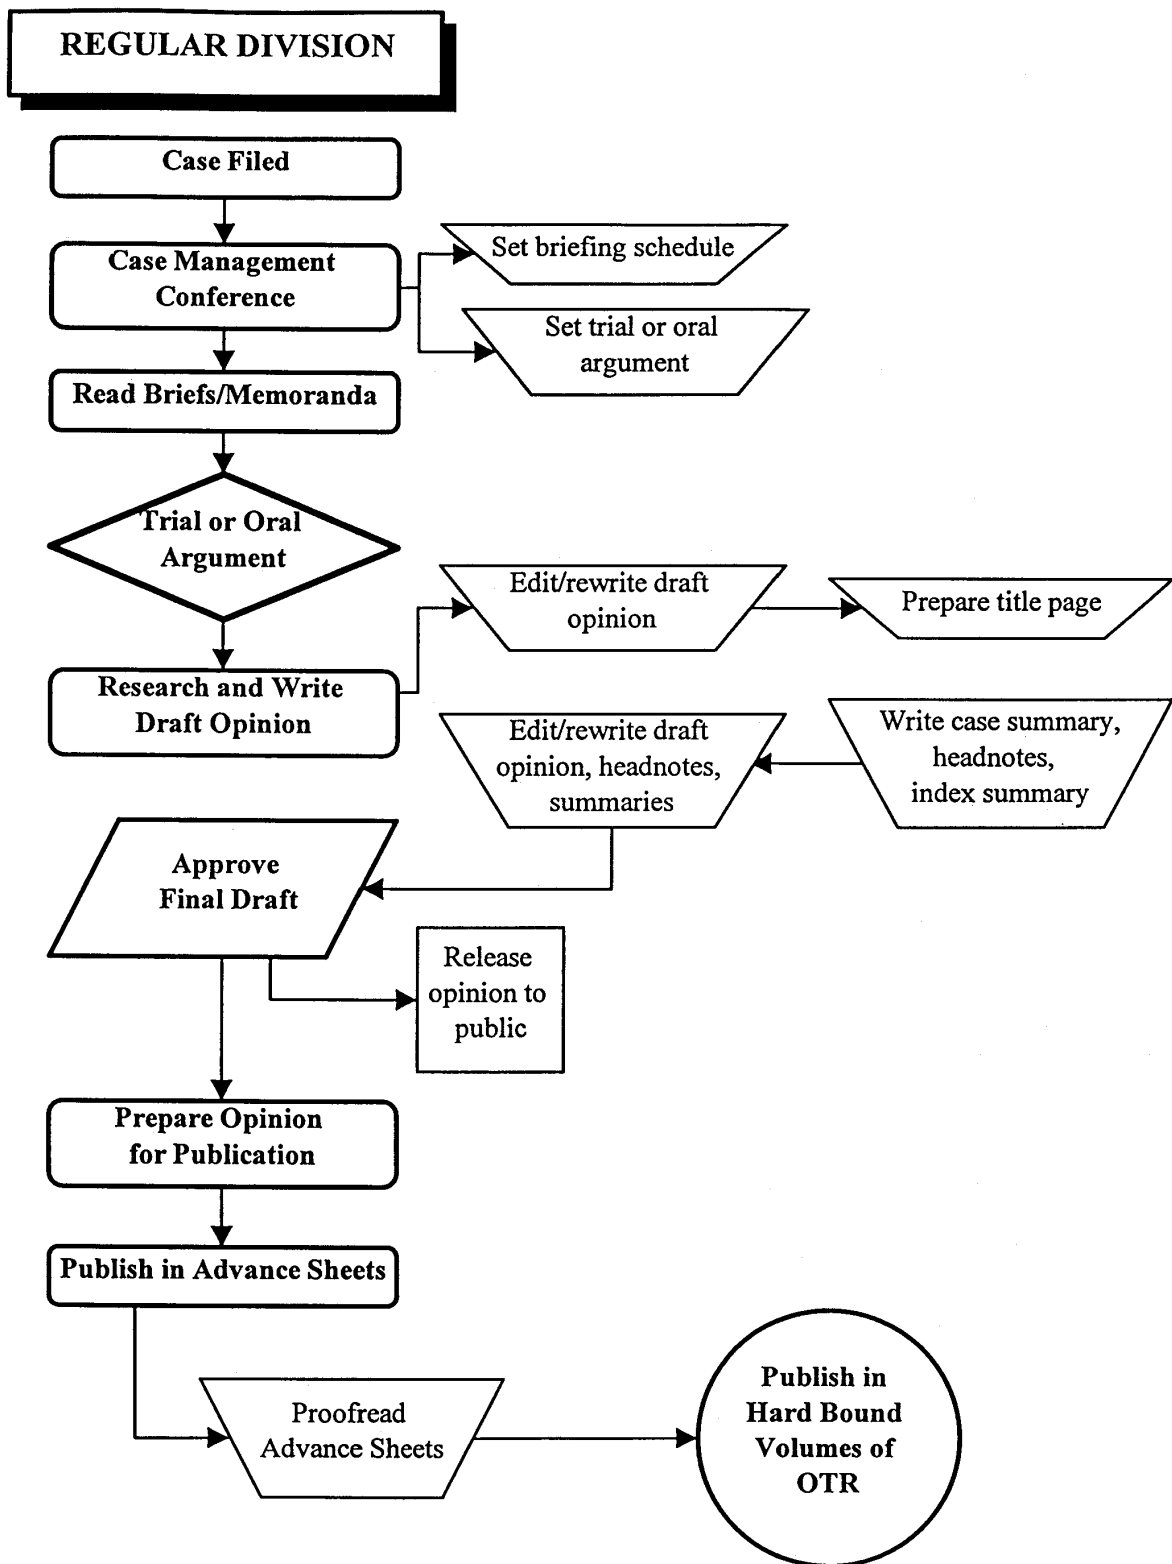 REGULAR DIVISION
Case Filed
Case Management
Conference
Set briefing schedule
Set trial or oral
argument
Read Briefs/Memoranda
Trial or Oral
Argument
Research and Write
Draft Opinion
Edit/rewrite draft
opinion
Prepare title page
Write case summary,
headnotes,
index summary
Edit/rewrite draft
opinion, headnotes,
summaries
Approve
Final Draft
Release
opinion to
public
Prepare Opinion
for Publication
Publish in Advance Sheets
Proofread
Advance Sheets
Publish in
Hard Bound
Volumes of
OTR